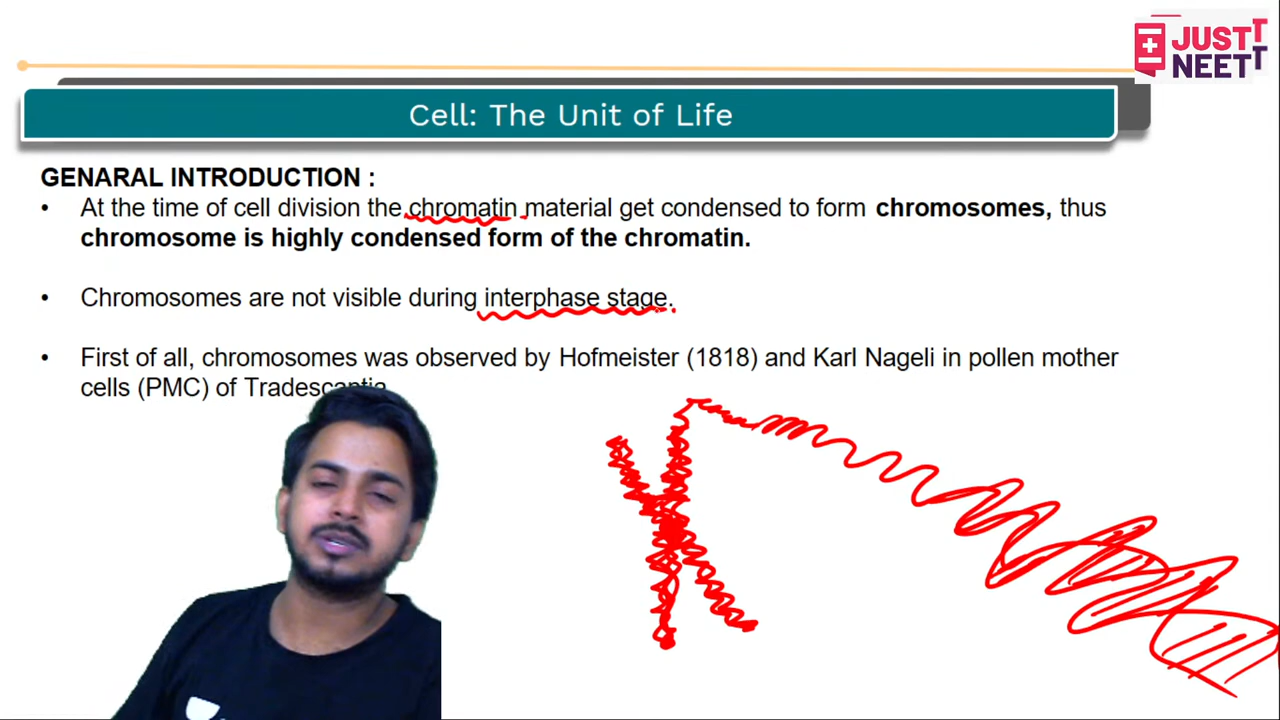 JUST
NEET
T
T
Cell: The Unit of Life
GENARAL INTRODUCTION :
• At the time of cell division the chromatin material get condensed to form chromosomes, thus
chromosome is highly condensed form of the chromatin.
• Chromosomes are not visible during interphase stage.
• First of all, chromosomes was observed by Hofmeister (1818) and Karl Nageli in pollen mother
cells (PMC) of Tradescantia